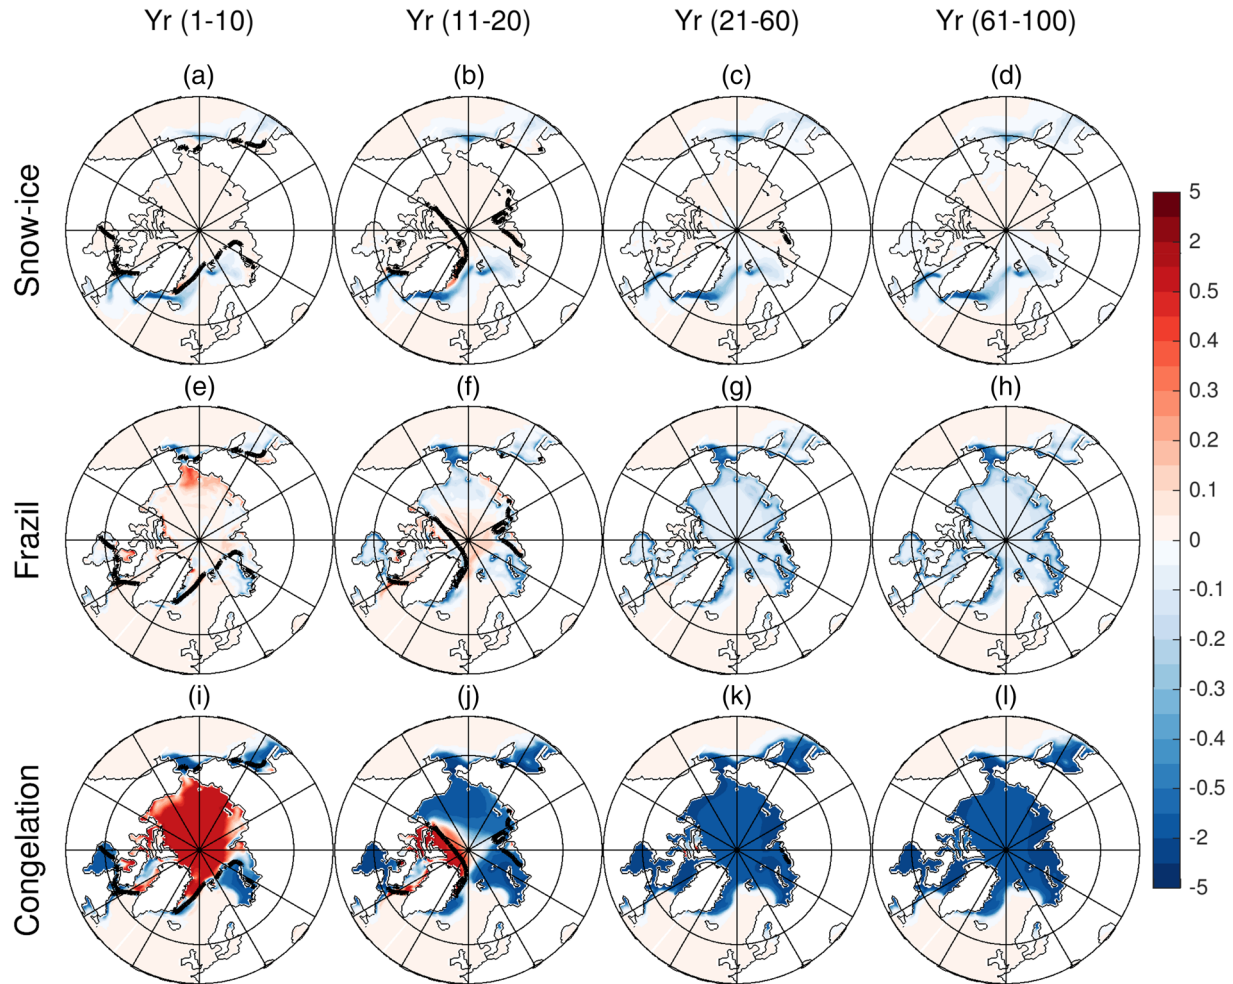 Yr (1-10) Yr (11-20) Yr (21-60) Yr (61-100)
(a) (b) (c) (d)
Snow-ice
(e) (f) (g) (h)
Frazil
(i) (j) (k) (l)
Congelation
5
2
0.5
0.4
0.3
0.2
0.1
0
-0.1
-0.2
-0.3
-0.4
-0.5
-2
-5